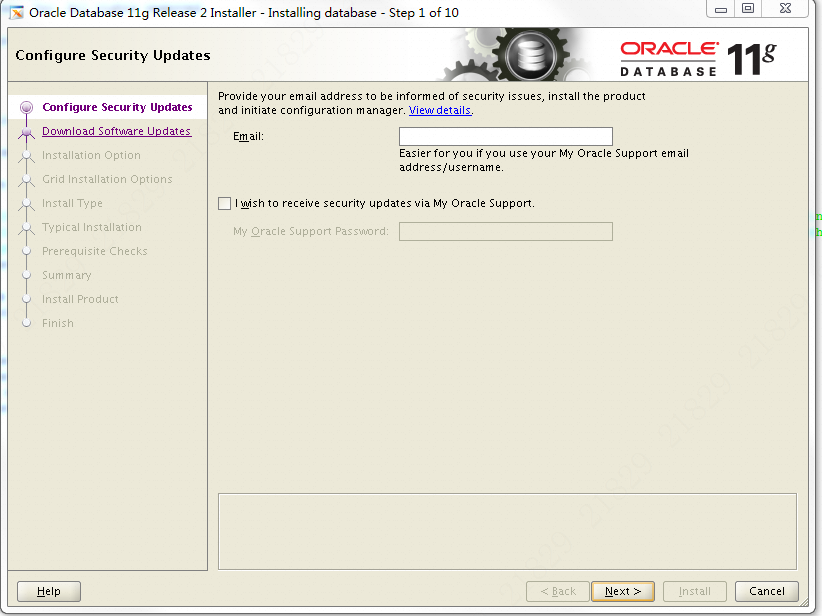 Oracle Database 11g Release 2 Installer - Installing database - Step 1 of 10
Configure Security Updates
ORACLE
DATABASE
11g
Configure Security Updates
Download Software Updates
Installation Option
Grid Installation Options
Install Type
Typical Installation
Prerequisite Checks
Summary
Install Product
Finish
Provide your email address to be informed of security issues, install the product
and initiate configuration manager. View details.
Email:
Easier for you if you use your My Oracle Support email
address/username.
I wish to receive security updates via My Oracle Support.
My Oracle Support Password:
21829 21829
21829 21829
Help
< Back
Next >
Install
Cancel